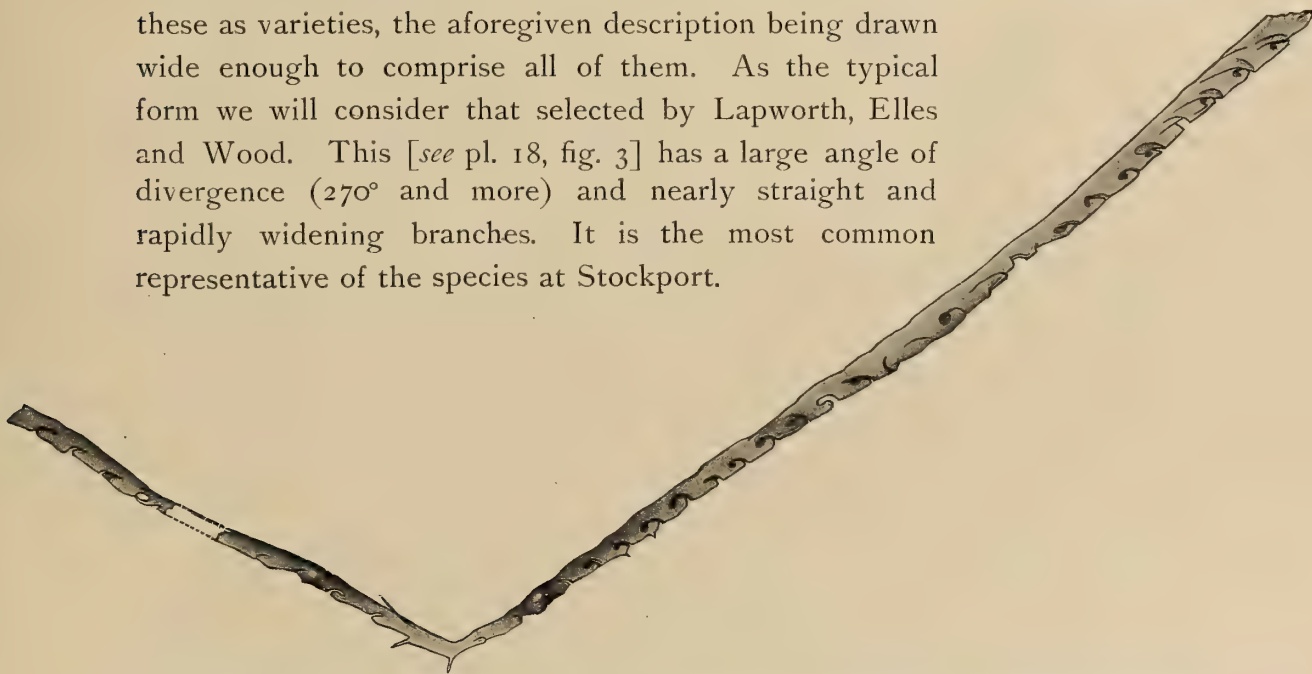 these as varieties, the aforegiven description being drawn
wide enough to comprise all of them. As the typical
form we will consider that selected by Lapworth, Elles
and Wood. This [see pl. 18, fig. 3] has a large angle of
divergence (270° and more) and nearly straight and
rapidly widening branches. It is the most common
representative of the species at Stockport.